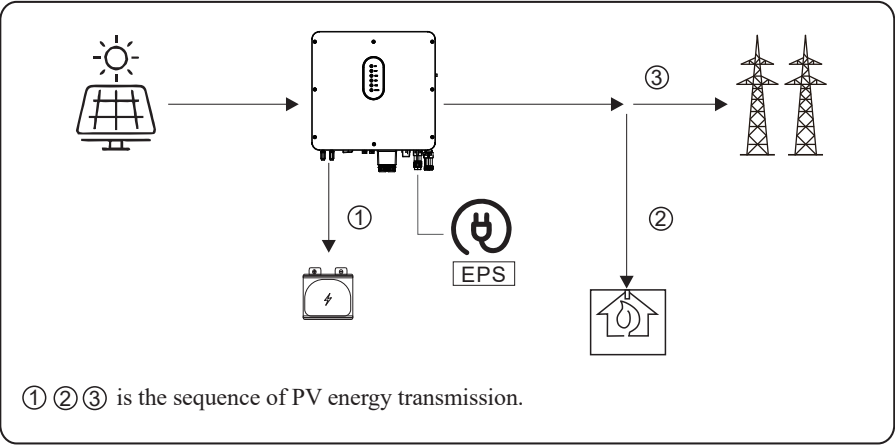 ③
①
②
EPS
① ② ③ is the sequence of PV energy transmission.